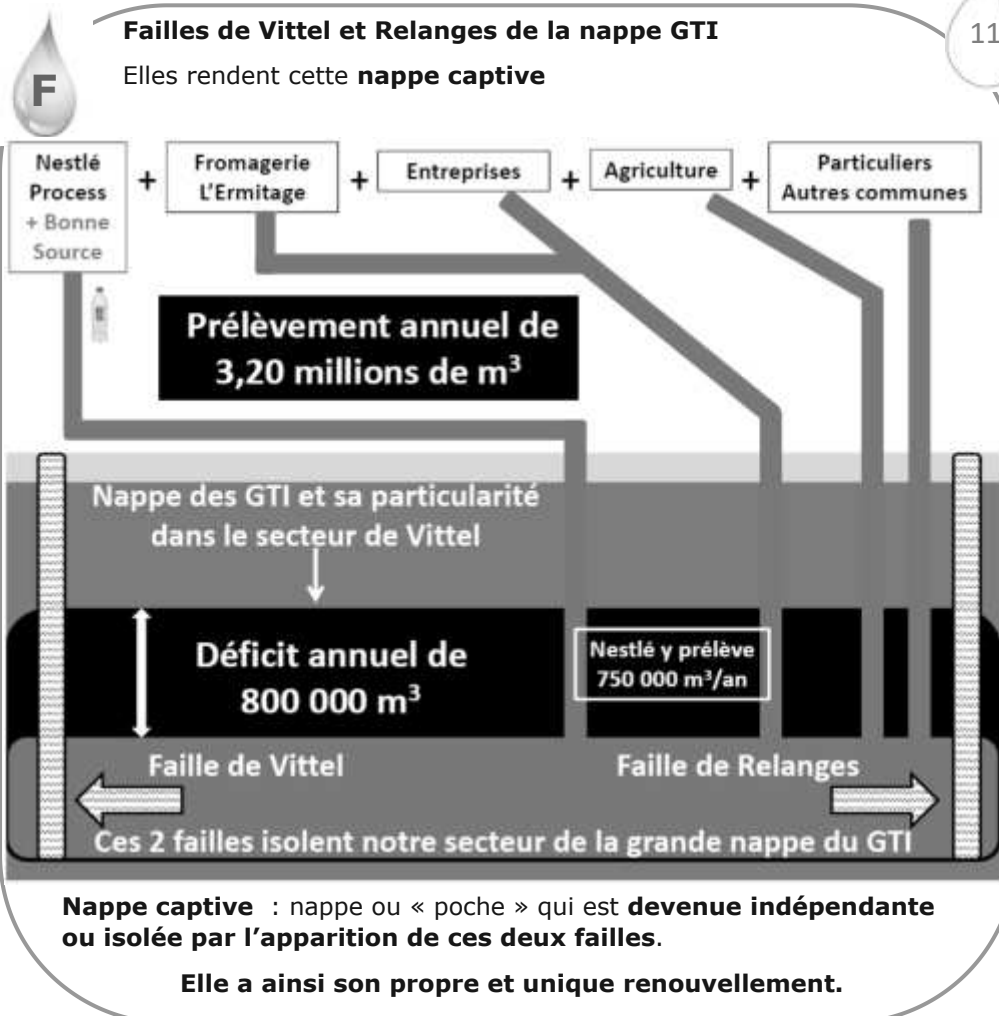 Failles de Vittel et Relanges de la nappe GTI
11
F
Elles rendent cette nappe captive
Nestlé
Process
+ Bonne
Source
+
Fromagerie
L'Ermitage
+
Entreprises
+
Agriculture
+
Particuliers
Autres communes
Prélèvement annuel de
3,20 millions de m³
Nappe des GTI et sa particularité
dans le secteur de Vittel
Déficit annuel de
800 000 m³
Nestlé y prélève
750 000 m³/an
Faille de Vittel
Faille de Relanges
Ces 2 failles isolent notre secteur de la grande nappe du GTI
Nappe captive : nappe ou « poche » qui est devenue indépendante
ou isolée par l'apparition de ces deux failles.
Elle a ainsi son propre et unique renouvellement.